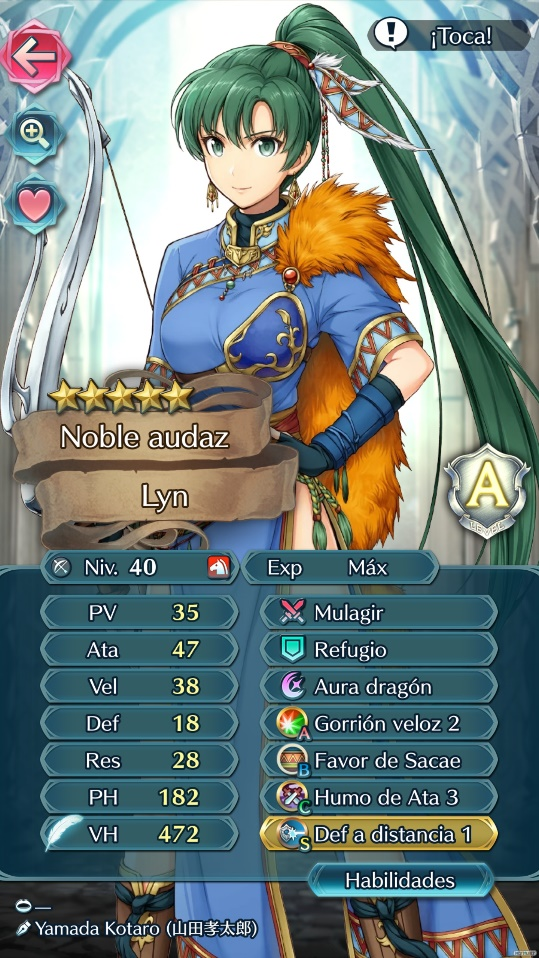 ¡Toca!
Noble audaz
Lyn
A
LEVEL
Niv. 40
Exp Máx
PV 35
Mulagir
Ata 47
Refugio
Vel 38
Aura dragón
Def 18
Gorrión veloz 2
A
Res 28
Favor de Sacae
B
PH 182
Humo de Ata 3
C
VH 472
Def a distancia 1
S
Habilidades
—
Yamada Kotaro (山田孝太郎)